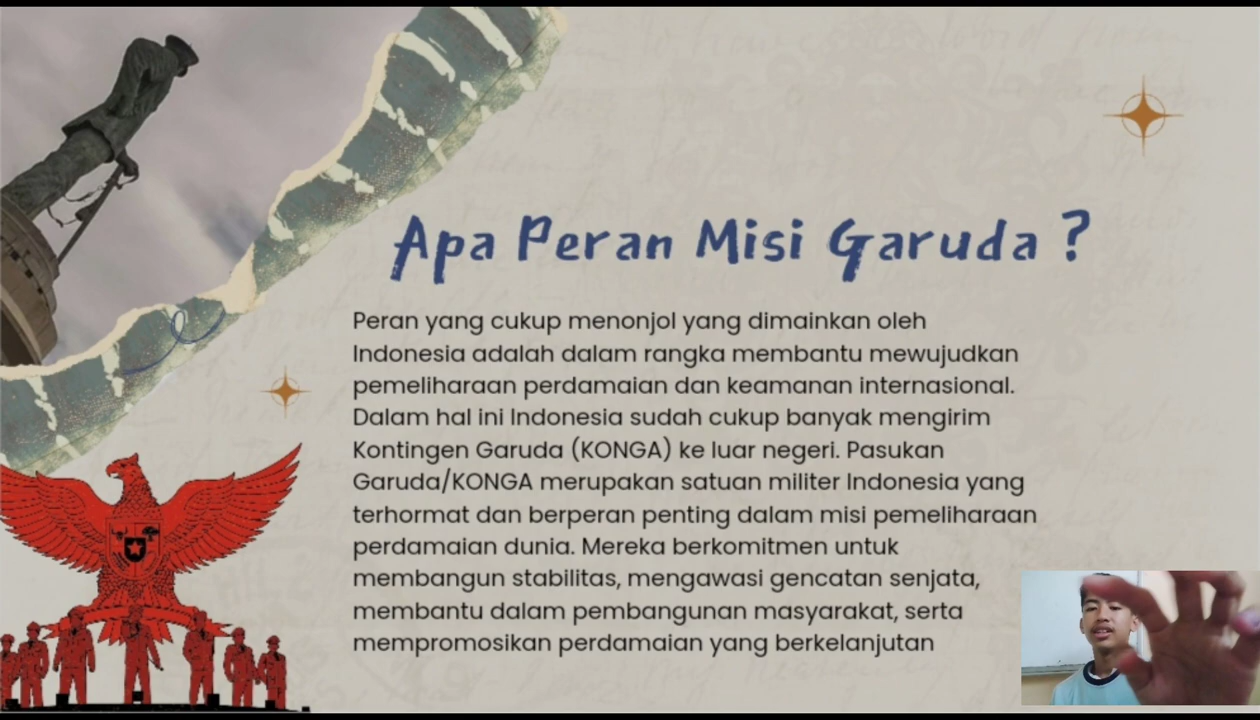 Apa Peran Misi Garuda ?
Peran yang cukup menonjol yang dimainkan oleh
Indonesia adalah dalam rangka membantu mewujudkan
pemeliharaan perdamaian dan keamanan internasional.
Dalam hal ini Indonesia sudah cukup banyak mengirim
Kontingen Garuda (KONGA) ke luar negeri. Pasukan
Garuda/KONGA merupakan satuan militer Indonesia yang
terhormat dan berperan penting dalam misi pemeliharaan
perdamaian dunia. Mereka berkomitmen untuk
membangun stabilitas, mengawasi gencatan senjata,
membantu dalam pembangunan masyarakat, serta
mempromosikan perdamaian yang berkelanjutan